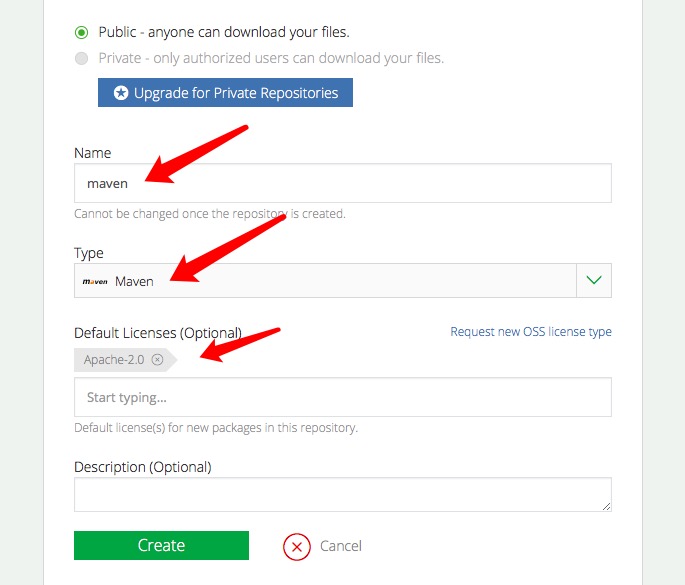 Public - anyone can download your files.
Private - only authorized users can download your files.
Upgrade for Private Repositories
Name
maven
Cannot be changed once the repository is created.
Type
maven Maven
Default Licenses (Optional)
Request new OSS license type
Apache-2.0
Start typing...
Default license(s) for new packages in this repository.
Description (Optional)
Create
Cancel